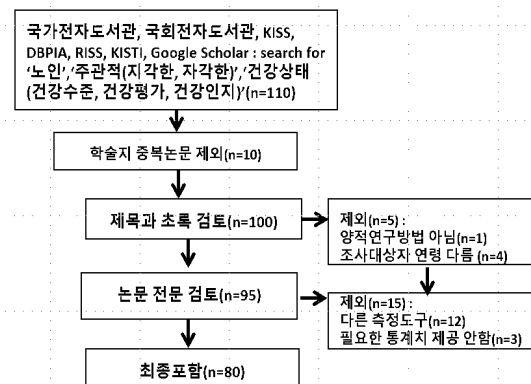 국가전자도서관, 국회전자도서관, KISS,
DBPIA, RISS, KISTI, Google Scholar : search for
‘노인’,‘주관적(지각한, 자각한)’,‘건강상태
(건강수준, 건강평가, 건강인지)’(n=110)
학술지 중복논문 제외(n=10)
제목과 초록 검토(n=100)
제외(n=5) :
양적연구방법 아님(n=1)
조사대상자 연령 다름 (n=4)
논문 전문 검토(n=95)
제외(n=15) :
다른 측정도구(n=12)
필요한 통계치 제공 안함(n=3)
최종포함(n=80)